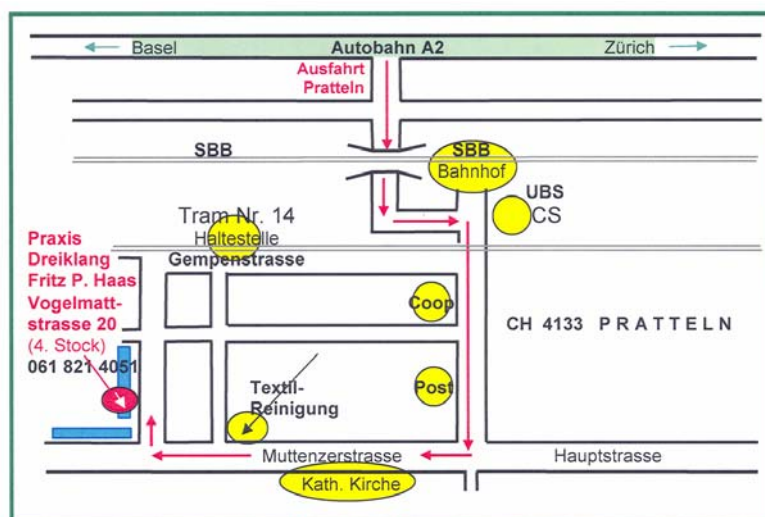 Basel
Autobahn A2
Zürich
Ausfahrt
Pratteln
SBB
SBB
Bahnhof
UBS
CS
Tram Nr. 14
Haltestelle
Gempenstrasse
Praxis
Dreiklang
Fritz P. Haas
Vogelmatt-
strasse 20
(4. Stock)
061 821 4051
Coop
CH 4133 PRATTELN
Post
Textil-
Reinigung
Muttenzerstrasse
Hauptstrasse
Kath. Kirche